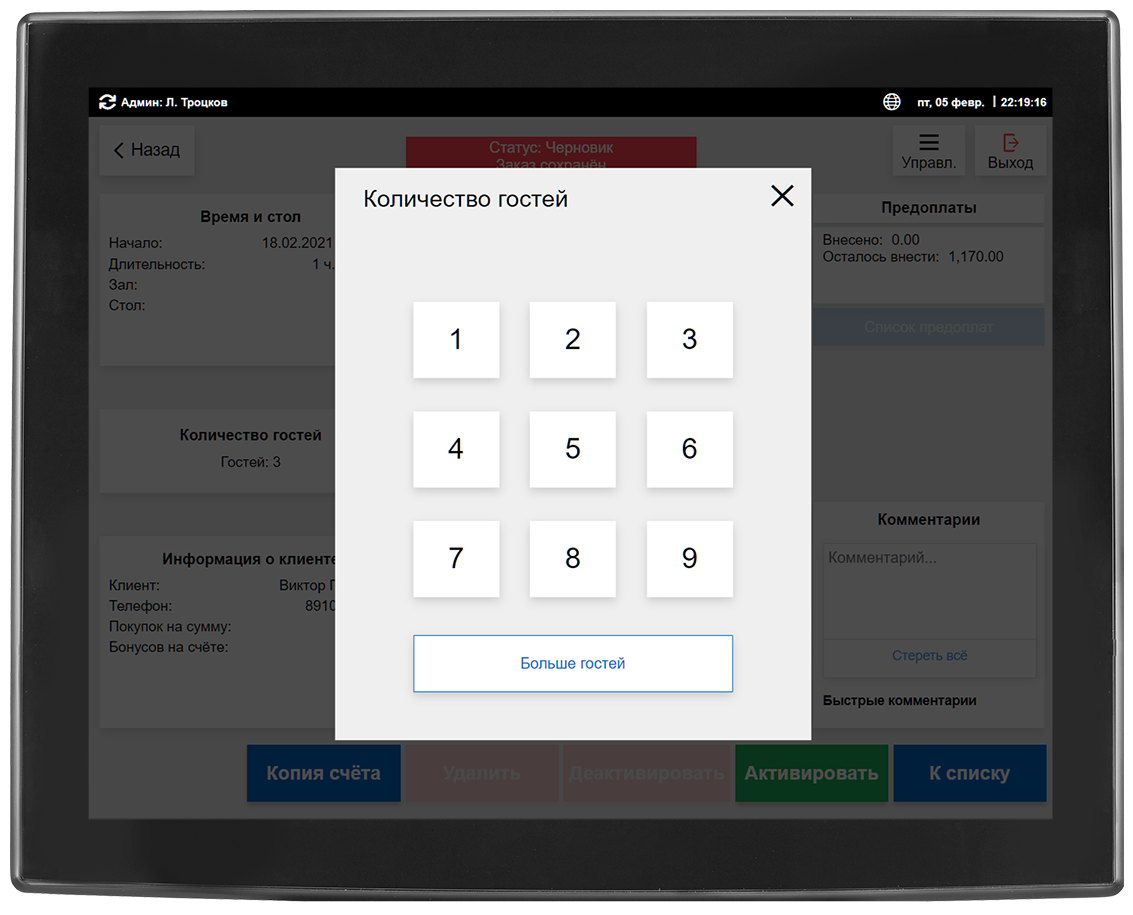 Админ: Л. Троцков
пт, 05 февр. | 22:19:16
Назад
Статус: Черновик
Заказ сохранён
Управл.
Выход
Количество гостей
Время и стол
Начало: 18.02.2021
Длительность: 1 ч.
Зал:
Стол:
Предоплаты
Внесено: 0.00
Осталось внести: 1,170.00
Список предоплат
1 2 3
4 5 6
7 8 9
Больше гостей
Количество гостей
Гостей: 3
Информация о клиенте
Клиент: Виктор
Телефон: 8910
Покупок на сумму:
Бонусов на счёте:
Комментарии
Комментарий...
Стереть всё
Быстрые комментарии
Копия счёта
Удалить
Деактивировать
Активировать
К списку